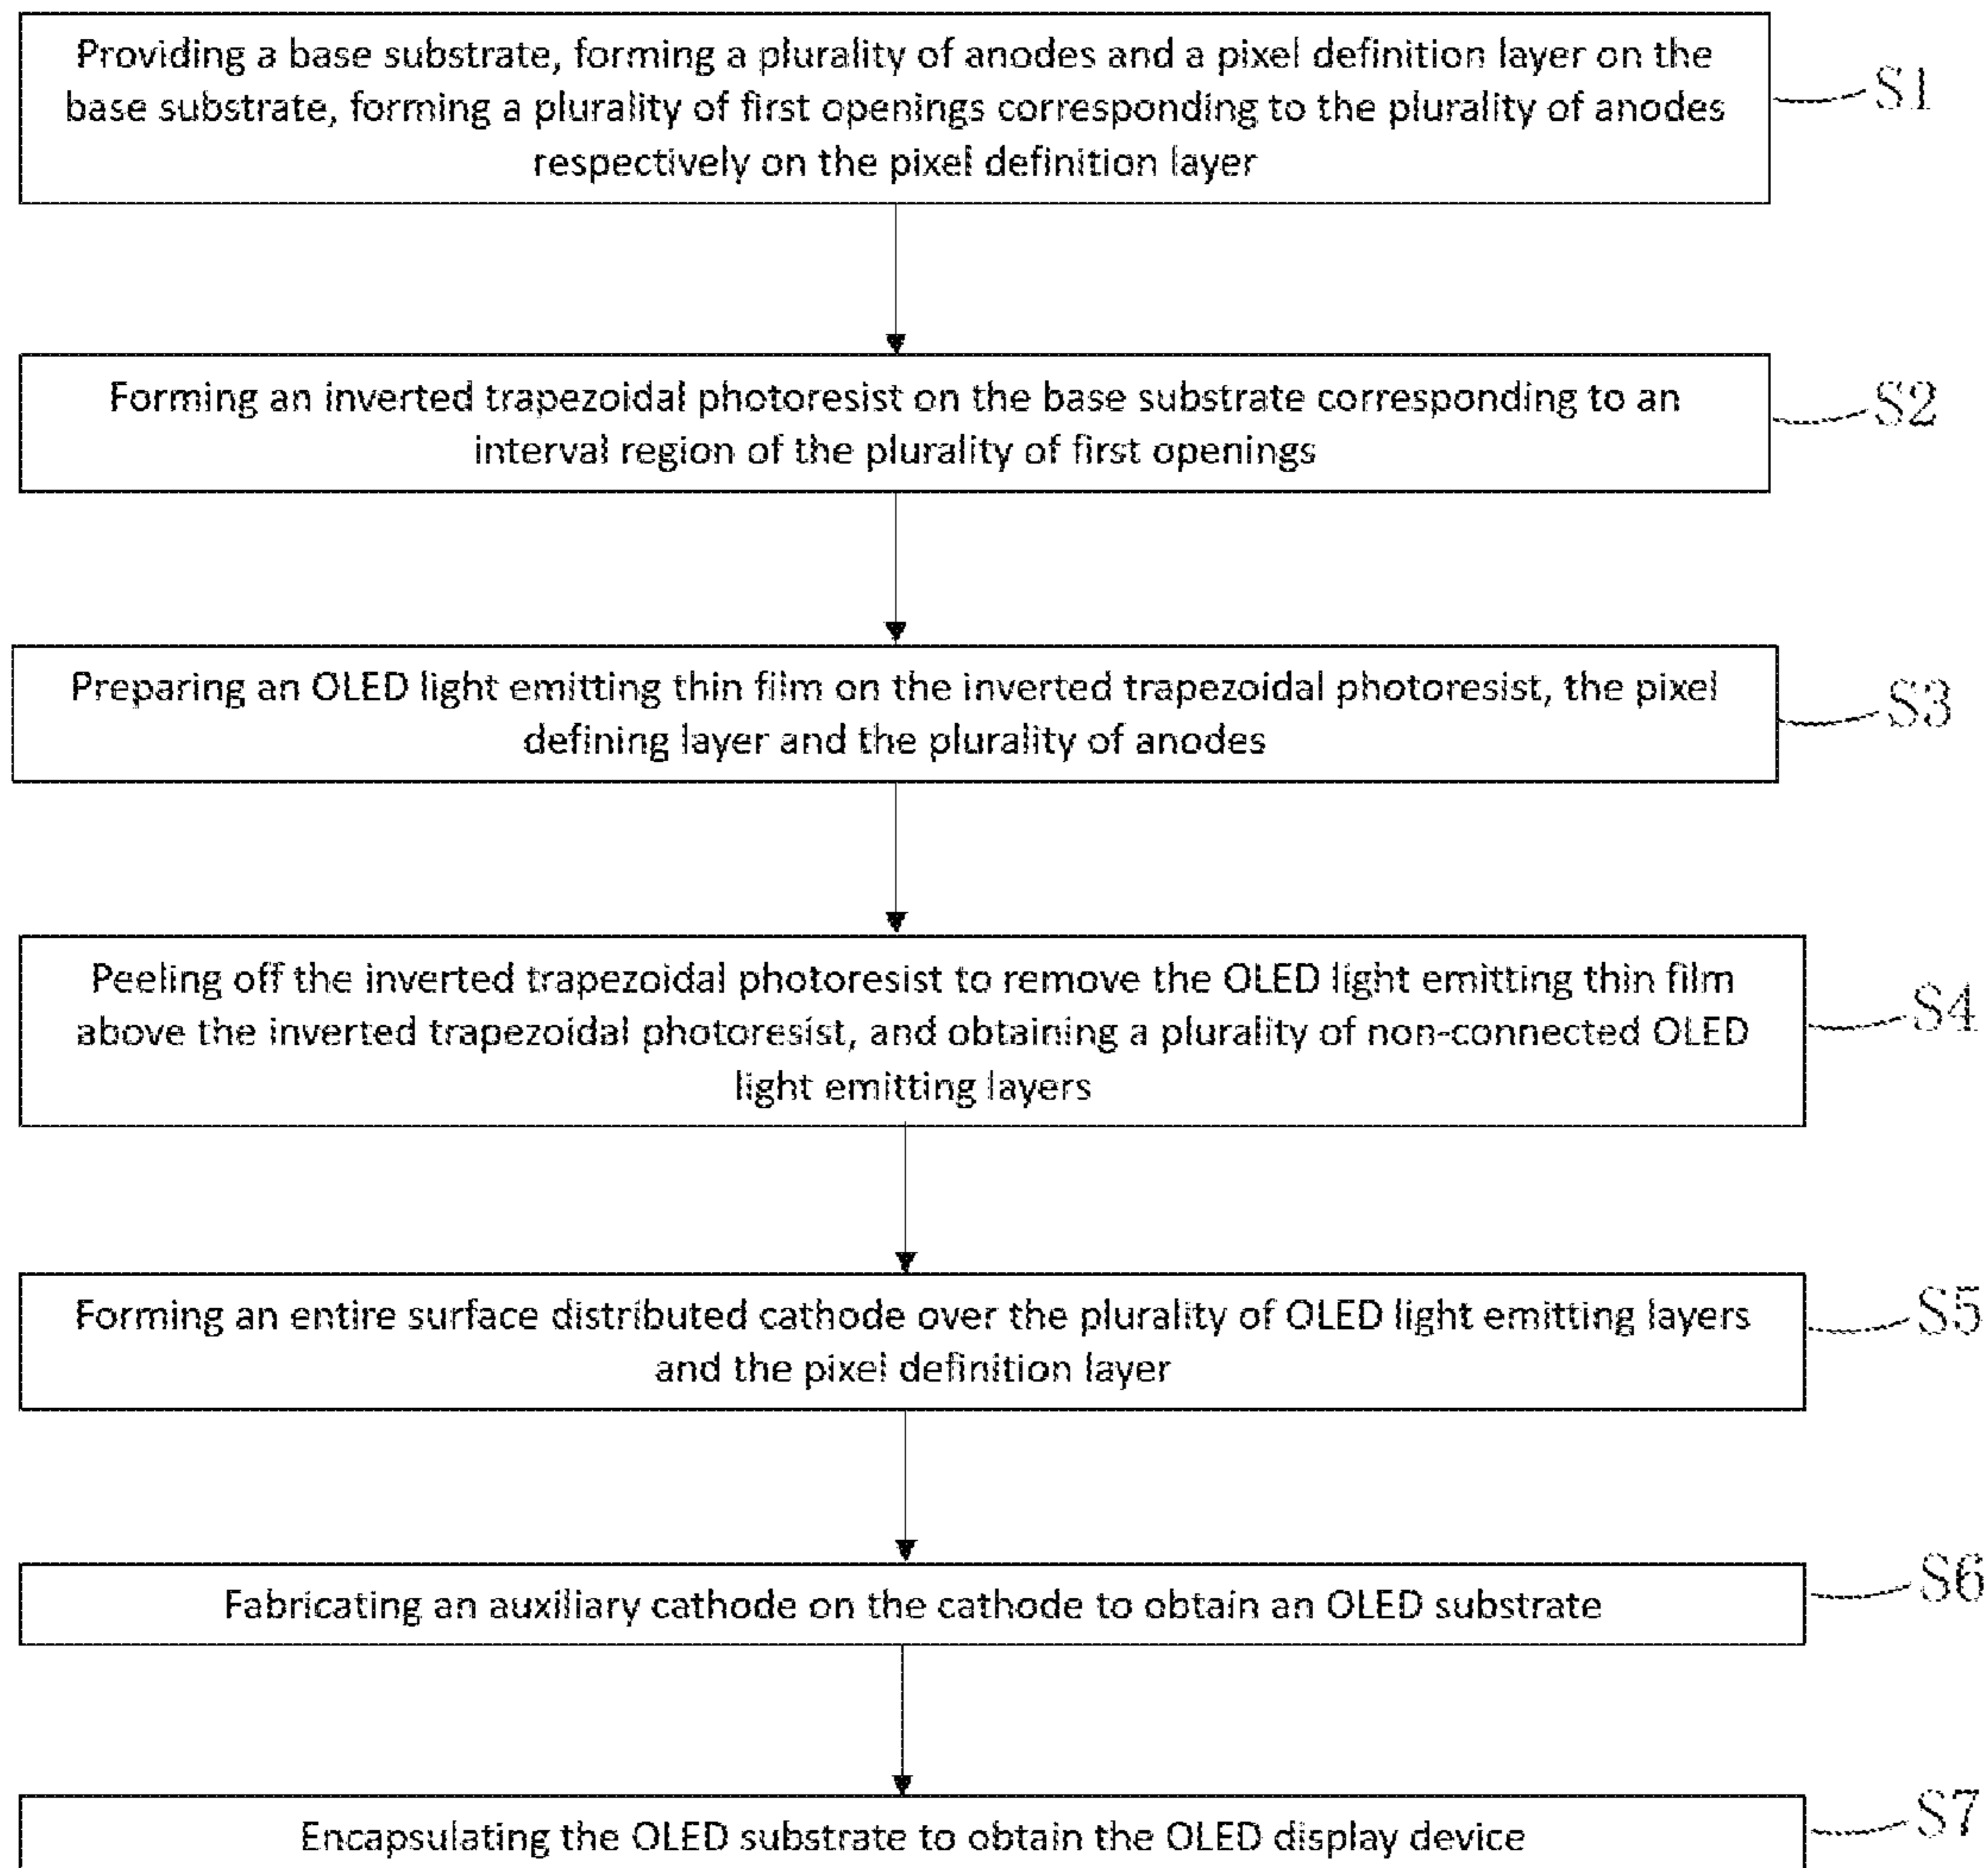 Providing a base substrate, forming a plurality of anodes and a pixel definition layer on the
base substrate, forming a plurality of first openings corresponding to the plurality of anodes
respectively on the pixel definition layer
S1
Forming an inverted trapezoidal photoresist on the base substrate corresponding to an
interval region of the plurality of first openings
S2
Preparing an OLED light emitting thin film on the inverted trapezoidal photoresist, the pixel
defining layer and the plurality of anodes
S3
Peeling off the inverted trapezoidal photoresist to remove the OLED light emitting thin film
above the inverted trapezoidal photoresist, and obtaining a plurality of non-connected OLED
light emitting layers
S4
Forming an entire surface distributed cathode over the plurality of OLED light emitting layers
and the pixel definition layer
S5
Fabricating an auxiliary cathode on the cathode to obtain an OLED substrate
S6
Encapsulating the OLED substrate to obtain the OLED display device
S7